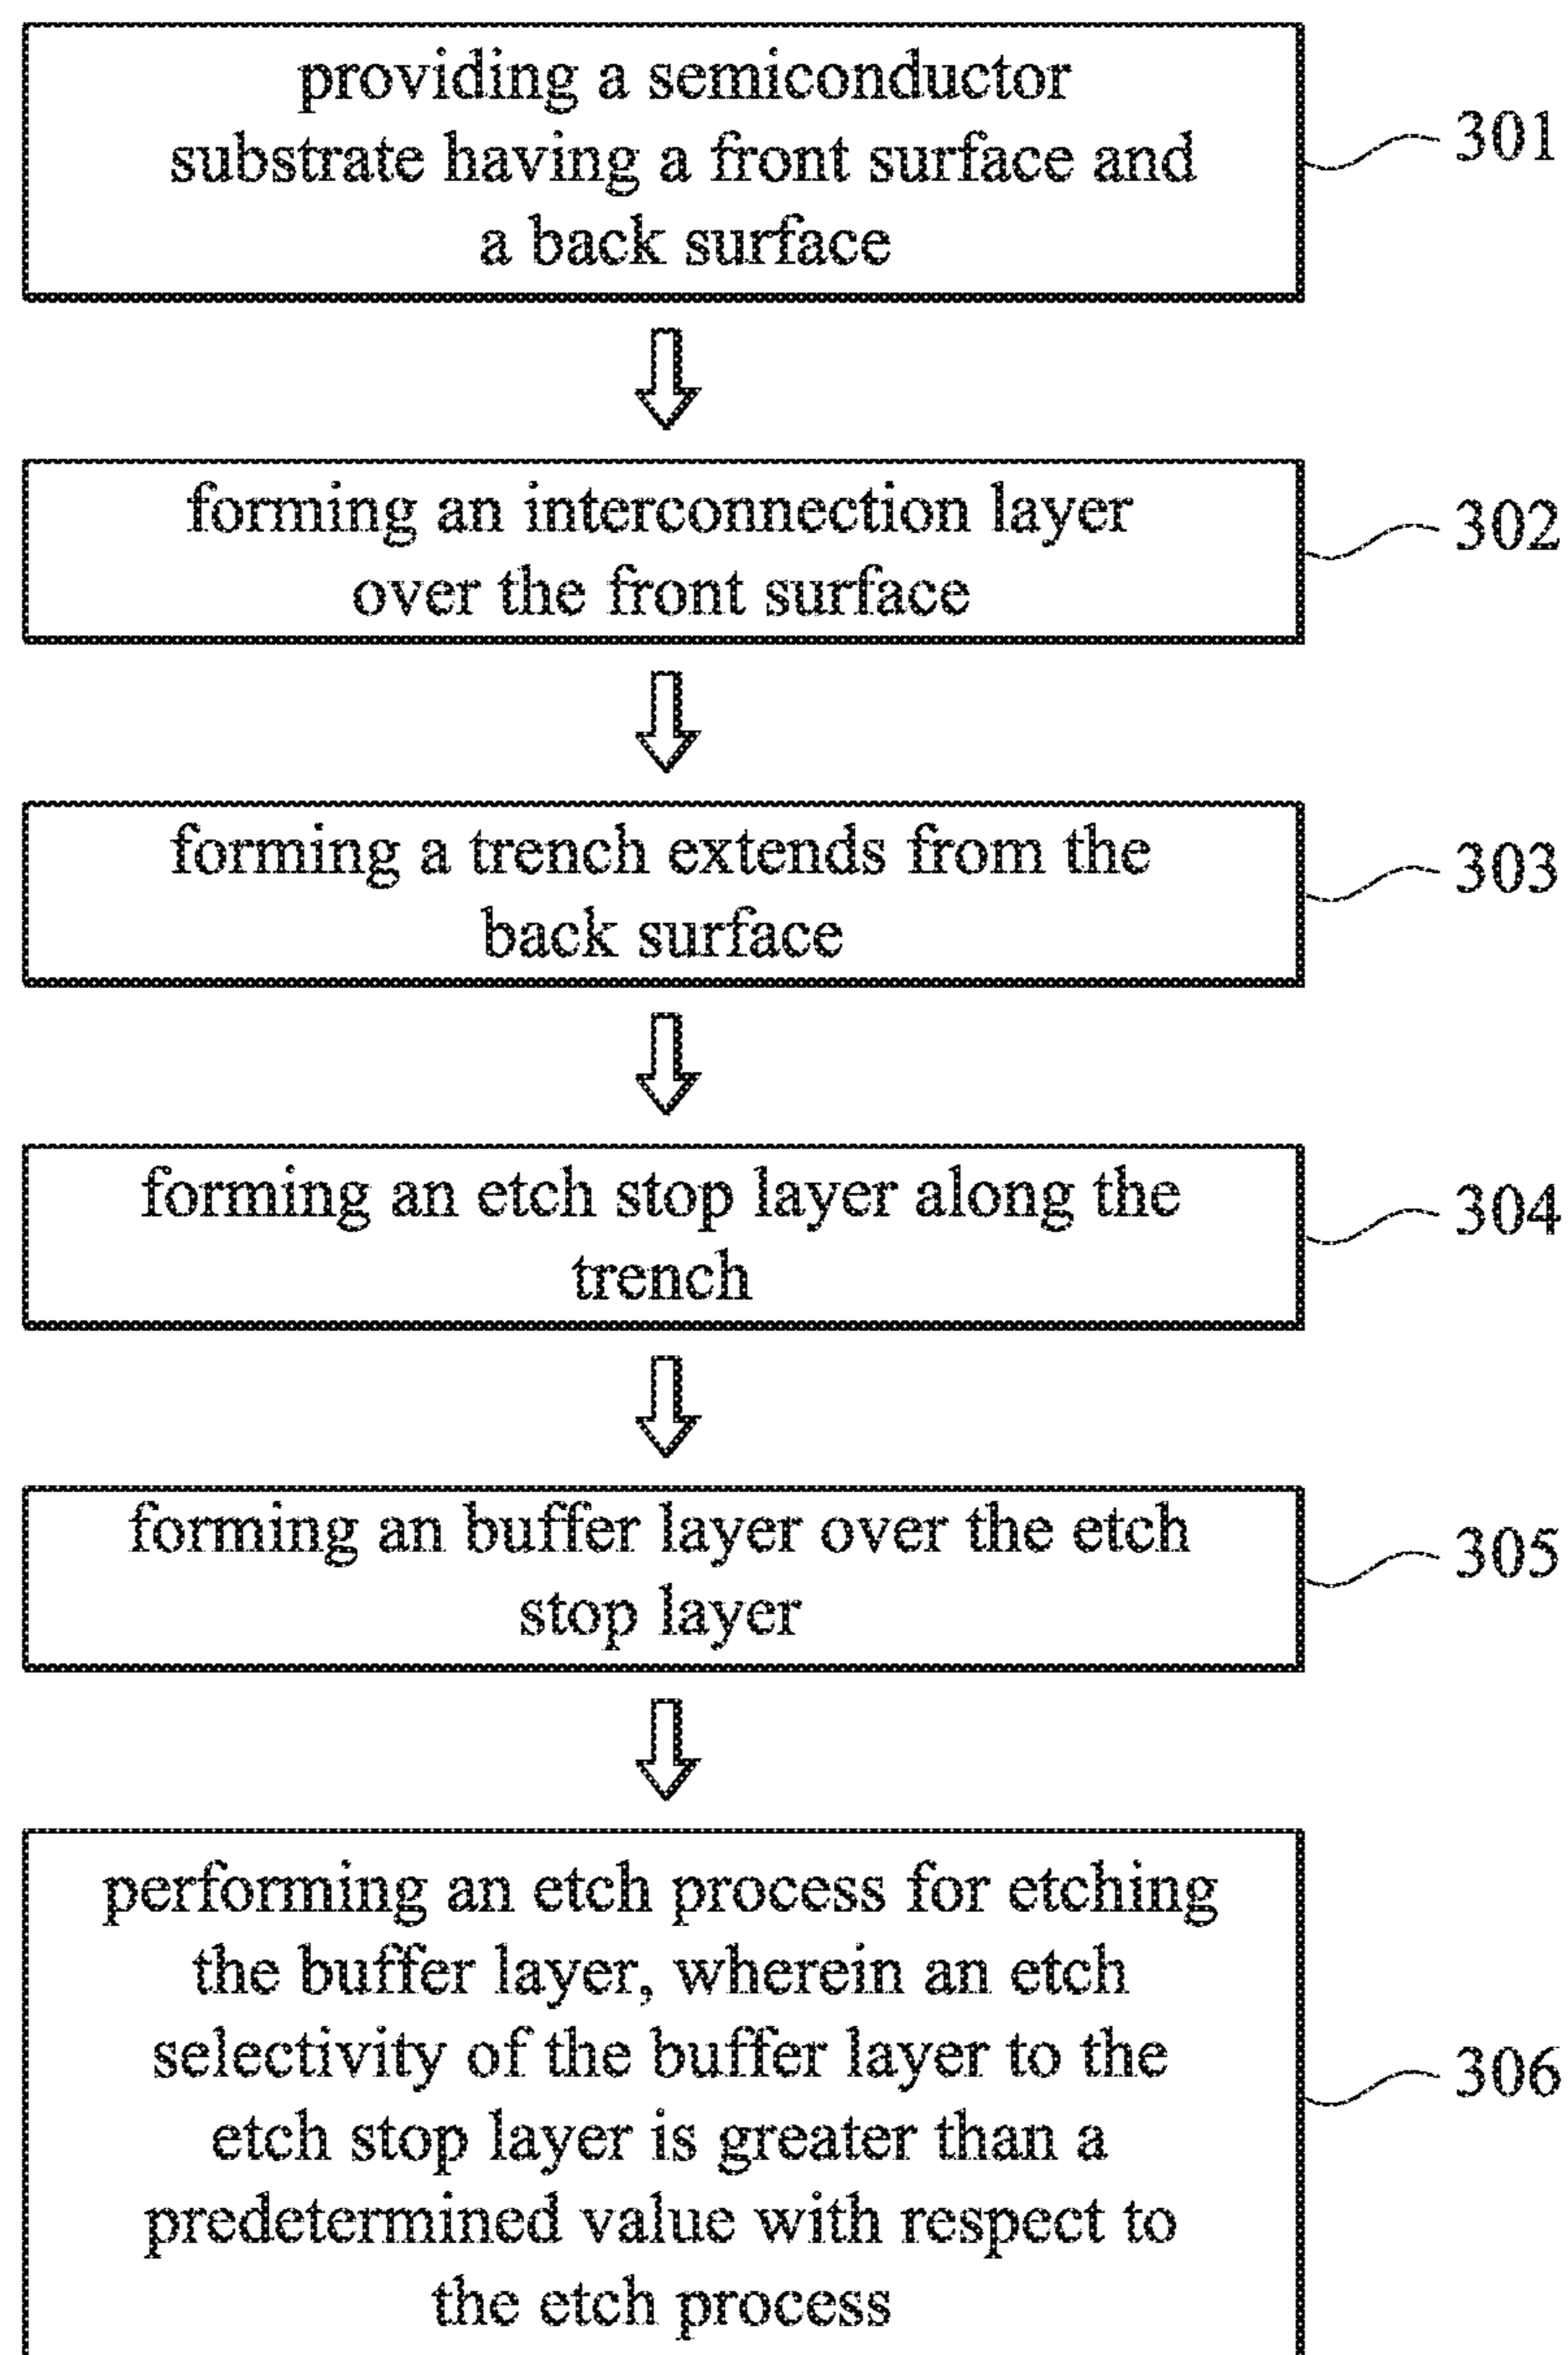 providing a semiconductor
substrate having a front surface and
a back surface
301
forming an interconnection layer
over the front surface
302
forming a trench extends from the
back surface
303
forming an etch stop layer along the
trench
304
forming an buffer layer over the etch
stop layer
305
performing an etch process for etching
the buffer layer, wherein an etch
selectivity of the buffer layer to the
etch stop layer is greater than a
predetermined value with respect to
the etch process
306